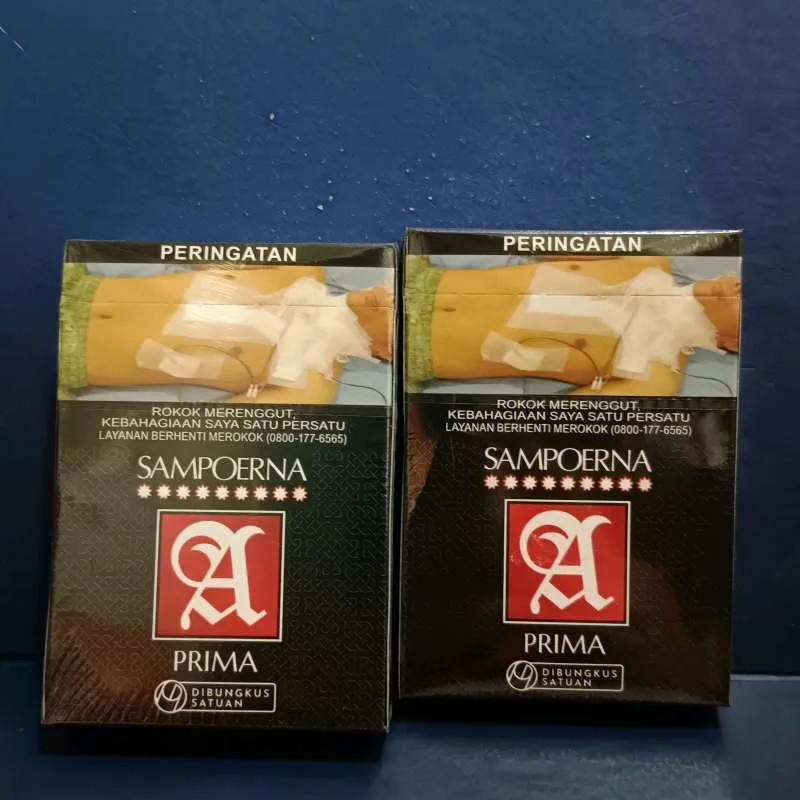 PERINGATAN
ROKOK MERENGGUT,
KEBAHAGIAAN SAYA SATU PERSATU
LAYANAN BERHENTI MEROKOK (0800-177-6565)
SAMPOERNA
A
PRIMA
DIBUNGKUS
SATUAN
PERINGATAN
ROKOK MERENGGUT,
KEBAHAGIAAN SAYA SATU PERSATU
LAYANAN BERHENTI MEROKOK (0800-177-6565)
SAMPOERNA
A
PRIMA
DIBUNGKUS
SATUAN